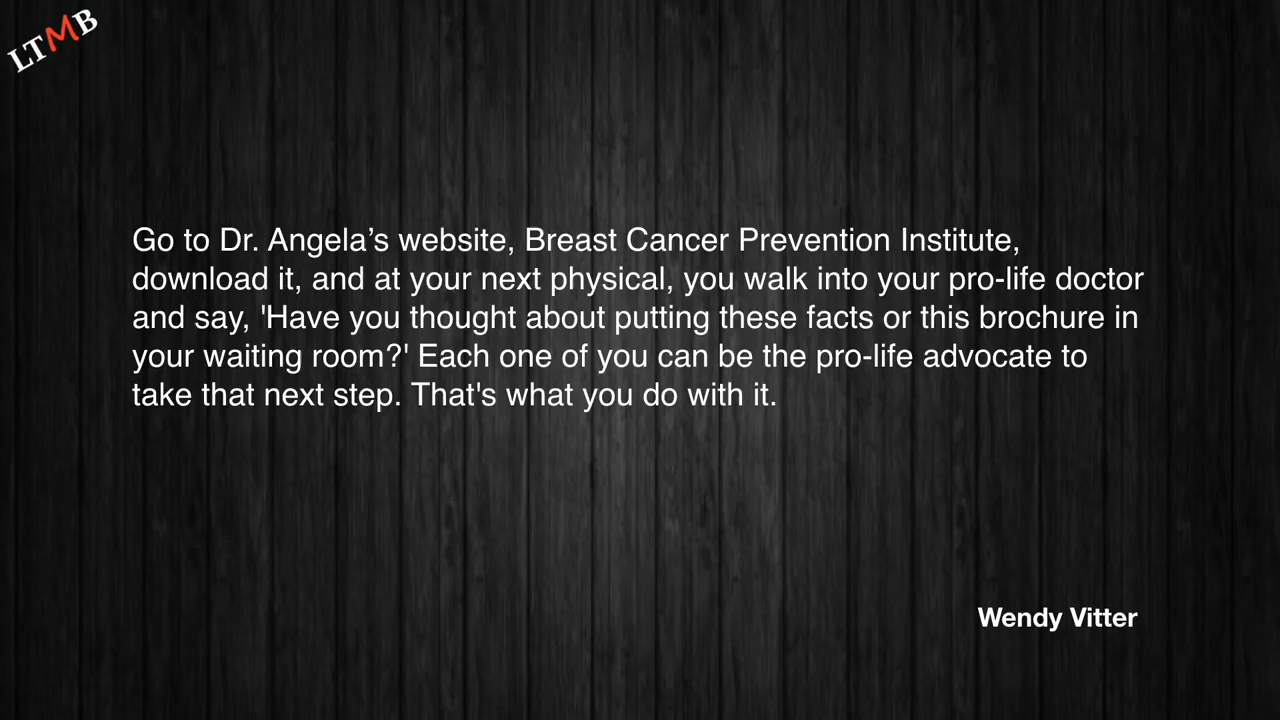 LTMB
Go to Dr. Angela’s website, Breast Cancer Prevention Institute,
download it, and at your next physical, you walk into your pro-life doctor
and say, 'Have you thought about putting these facts or this brochure in
your waiting room?' Each one of you can be the pro-life advocate to
take that next step. That's what you do with it.
Wendy Vitter